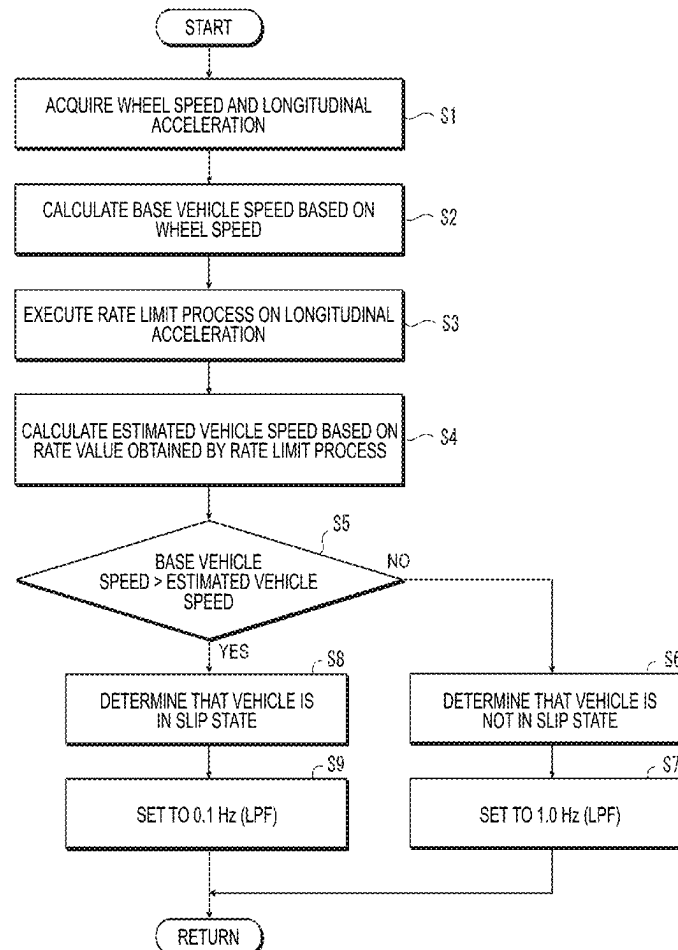 START
ACQUIRE WHEEL SPEED AND LONGITUDINAL
ACCELERATION
S1
CALCULATE BASE VEHICLE SPEED BASED ON
WHEEL SPEED
S2
EXECUTE RATE LIMIT PROCESS ON LONGITUDINAL
ACCELERATION
S3
CALCULATE ESTIMATED VEHICLE SPEED BASED ON
RATE VALUE OBTAINED BY RATE LIMIT PROCESS
S4
S5
BASE VEHICLE
SPEED > ESTIMATED VEHICLE
SPEED
NO
YES
S8
DETERMINE THAT VEHICLE IS
IN SLIP STATE
S6
DETERMINE THAT VEHICLE IS
NOT IN SLIP STATE
S9
SET TO 0.1 Hz (LPF)
S7
SET TO 1.0 Hz (LPF)
RETURN